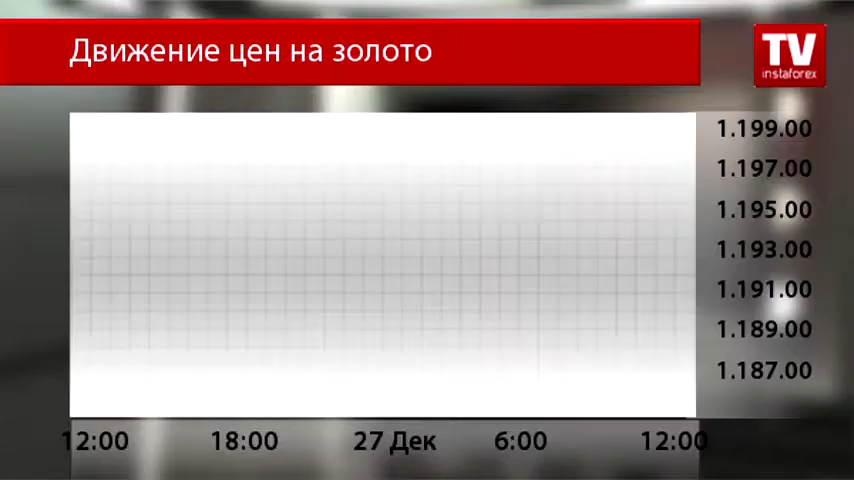 Движение цен на золото
TV
instaforex
1.199.00
1.197.00
1.195.00
1.193.00
1.191.00
1.189.00
1.187.00
12:00 18:00 27 Дек 6:00 12:00